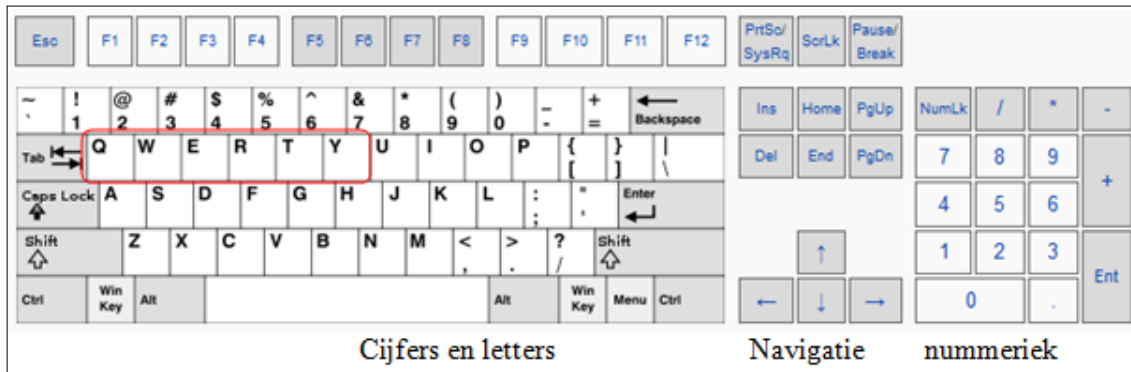 Esc F1 F2 F3 F4 F5 F6 F7 F8 F9 F10 F11 F12 PrtSc/ SysRq ScrLk Pause/ Break
~ ! @ # $ % ^ & * ( ) _ +
` 1 2 3 4 5 6 7 8 9 0 - = Backspace Ins Home PgUp NumLk / * -
Tab Q W E R T Y U I O P { } | Del End PgDn 7 8 9 +
[ ] \
Caps Lock A S D F G H J K L : " Enter 4 5 6
; '
Shift Z X C V B N M < > ? Shift ↑ 1 2 3 Ent
, . /
Ctrl Win Key Alt Alt Win Key Menu Ctrl ← ↓ → 0 .
Cijfers en letters Navigatie nummeriek